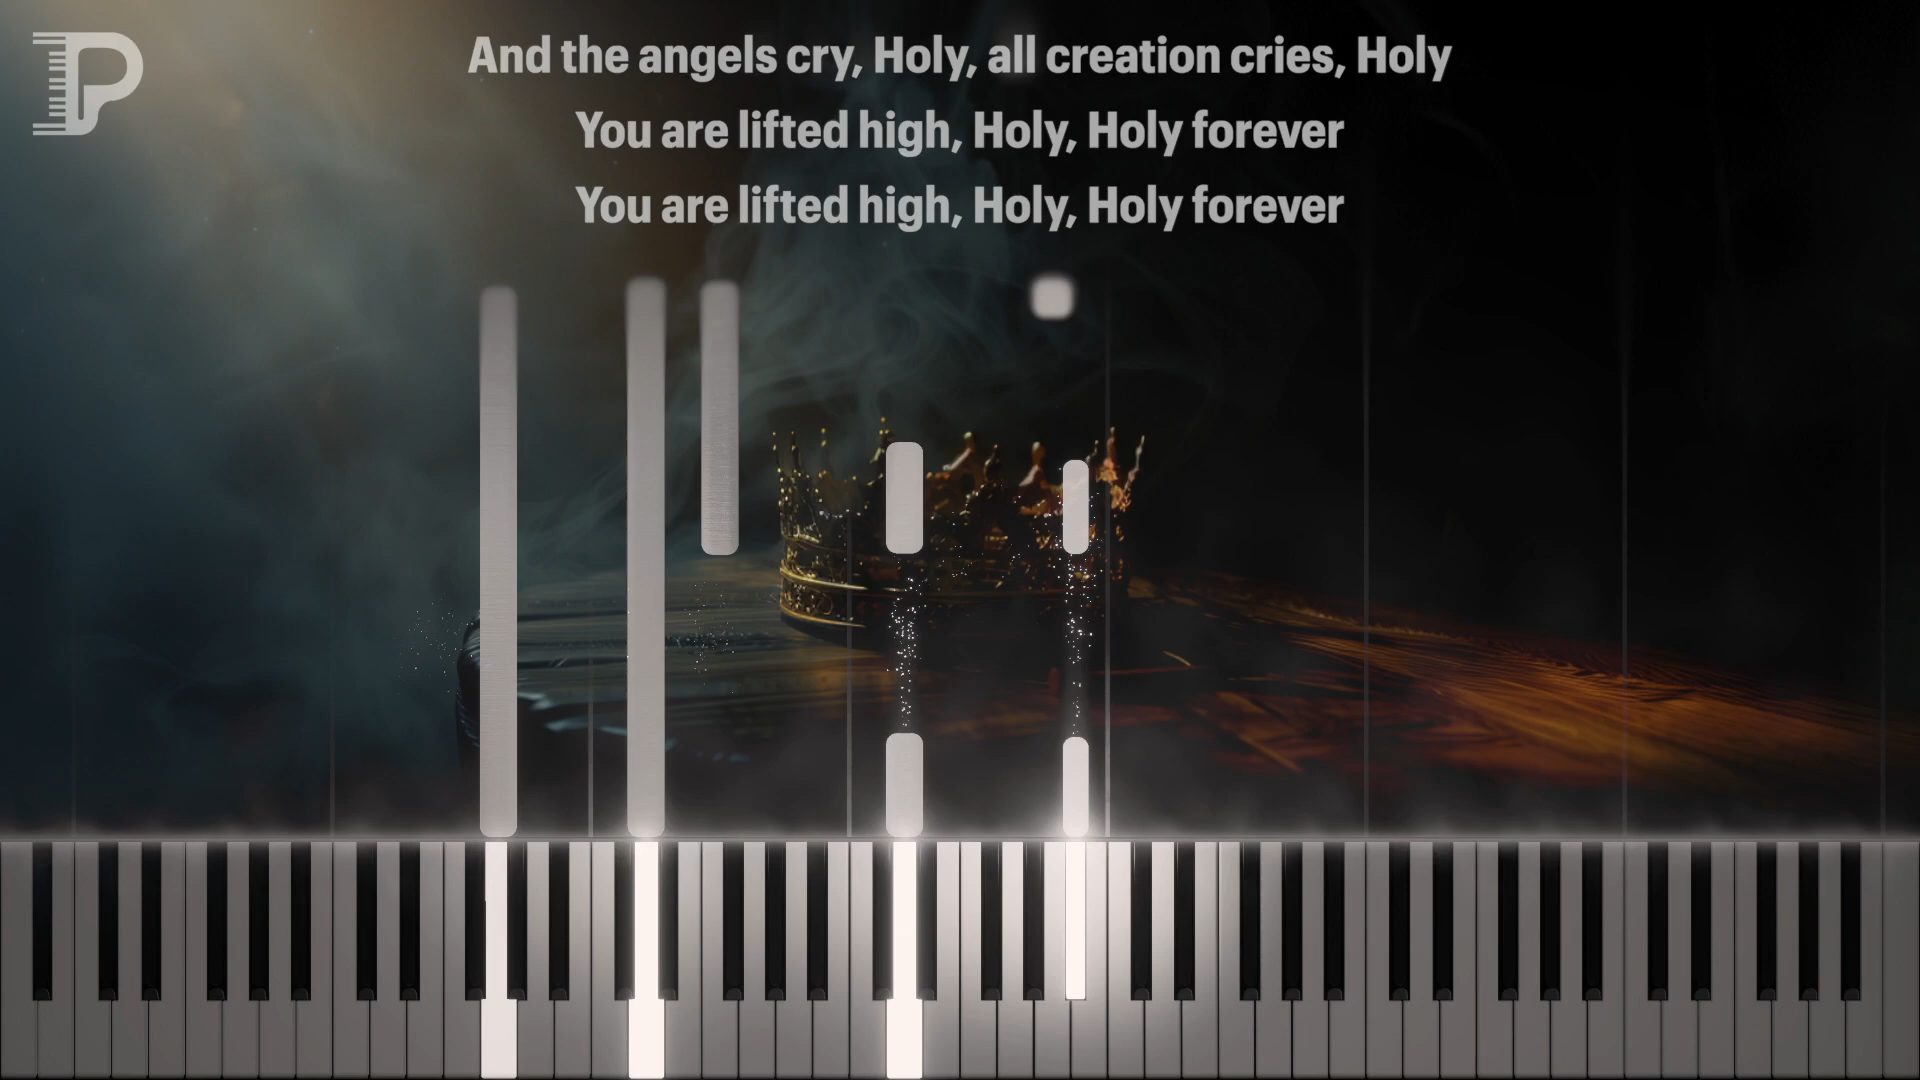 And the angels cry, Holy, all creation cries, Holy
You are lifted high, Holy, Holy forever
You are lifted high, Holy, Holy forever